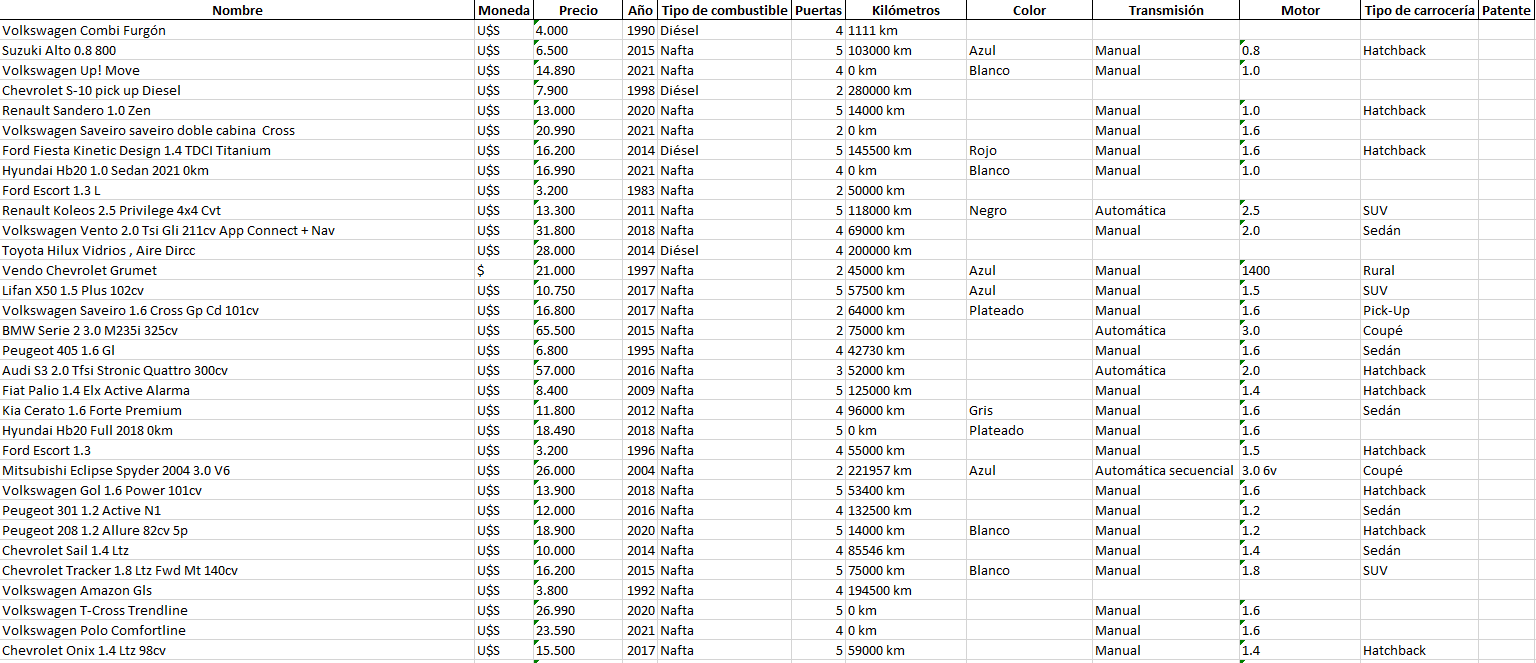 Nombre Moneda Precio Año Tipo de combustible Puertas Kilómetros Color Transmisión Motor Tipo de carrocería Patente
Volkswagen Combi Furgón U$S 4.000 1990 Diésel 4 1111 km
Suzuki Alto 0.8 800 U$S 6.500 2015 Nafta 5 103000 km Azul Manual 0.8 Hatchback
Volkswagen Up! Move U$S 14.890 2021 Nafta 4 0 km Blanco Manual 1.0
Chevrolet S-10 pick up Diesel U$S 7.900 1998 Diésel 2 280000 km
Renault Sandero 1.0 Zen U$S 13.000 2020 Nafta 5 14000 km Manual 1.0 Hatchback
Volkswagen Saveiro saveiro doble cabina Cross U$S 20.990 2021 Nafta 2 0 km Manual 1.6
Ford Fiesta Kinetic Design 1.4 TDCI Titanium U$S 16.200 2014 Diésel 5 145500 km Rojo Manual 1.6 Hatchback
Hyundai Hb20 1.0 Sedan 2021 0km U$S 16.990 2021 Nafta 4 0 km Blanco Manual 1.0
Ford Escort 1.3 L U$S 3.200 1983 Nafta 2 50000 km
Renault Koleos 2.5 Privilege 4x4 Cvt U$S 13.300 2011 Nafta 5 118000 km Negro Automática 2.5 SUV
Volkswagen Vento 2.0 Tsi Gli 211cv App Connect + Nav U$S 31.800 2018 Nafta 4 69000 km Manual 2.0 Sedán
Toyota Hilux Vidrios , Aire Dircc U$S 28.000 2014 Diésel 4 200000 km
Vendo Chevrolet Grumet $ 21.000 1997 Nafta 2 45000 km Azul Manual 1400 Rural
Lifan X50 1.5 Plus 102cv U$S 10.750 2017 Nafta 5 57500 km Azul Manual 1.5 SUV
Volkswagen Saveiro 1.6 Cross Gp Cd 101cv U$S 16.800 2017 Nafta 2 64000 km Plateado Manual 1.6 Pick-Up
BMW Serie 2 3.0 M235i 325cv U$S 65.500 2015 Nafta 2 75000 km Automática 3.0 Coupé
Peugeot 405 1.6 Gl U$S 6.800 1995 Nafta 4 42730 km Manual 1.6 Sedán
Audi S3 2.0 Tfsi Stronic Quattro 300cv U$S 57.000 2016 Nafta 3 52000 km Automática 2.0 Hatchback
Fiat Palio 1.4 Elx Active Alarma U$S 8.400 2009 Nafta 5 125000 km Manual 1.4 Hatchback
Kia Cerato 1.6 Forte Premium U$S 11.800 2012 Nafta 4 96000 km Gris Manual 1.6 Sedán
Hyundai Hb20 Full 2018 0km U$S 18.490 2018 Nafta 5 0 km Plateado Manual 1.6
Ford Escort 1.3 U$S 3.200 1996 Nafta 4 55000 km Manual 1.5 Hatchback
Mitsubishi Eclipse Spyder 2004 3.0 V6 U$S 26.000 2004 Nafta 2 221957 km Azul Automática secuencial 3.0 6v Coupé
Volkswagen Gol 1.6 Power 101cv U$S 13.900 2018 Nafta 5 53400 km Manual 1.6 Hatchback
Peugeot 301 1.2 Active N1 U$S 12.000 2016 Nafta 4 132500 km Manual 1.2 Sedán
Peugeot 208 1.2 Allure 82cv 5p U$S 18.900 2020 Nafta 5 14000 km Blanco Manual 1.2 Hatchback
Chevrolet Sail 1.4 Ltz U$S 10.000 2014 Nafta 4 85546 km Manual 1.4 Sedán
Chevrolet Tracker 1.8 Ltz Fwd Mt 140cv U$S 16.200 2015 Nafta 5 75000 km Blanco Manual 1.8 SUV
Volkswagen Amazon Gls U$S 3.800 1992 Nafta 4 194500 km
Volkswagen T-Cross Trendline U$S 26.990 2020 Nafta 5 0 km Manual 1.6
Volkswagen Polo Comfortline U$S 23.590 2021 Nafta 4 0 km Manual 1.6
Chevrolet Onix 1.4 Ltz 98cv U$S 15.500 2017 Nafta 5 59000 km Manual 1.4 Hatchback